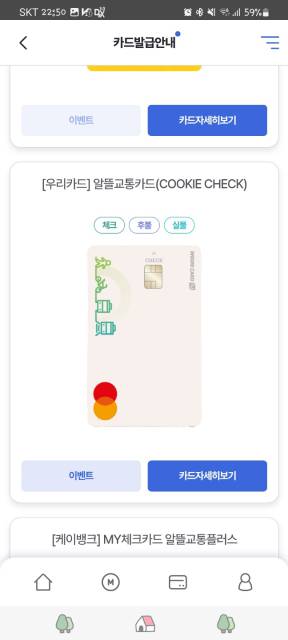 SKT 22:50
59%
카드발급안내
이벤트
카드자세히보기
[우리카드] 알뜰교통카드(COOKIE CHECK)
체크
후불
실물
CHECK
WOORI CARD
이벤트
카드자세히보기
[케이뱅크] MY체크카드 알뜰교통플러스
M